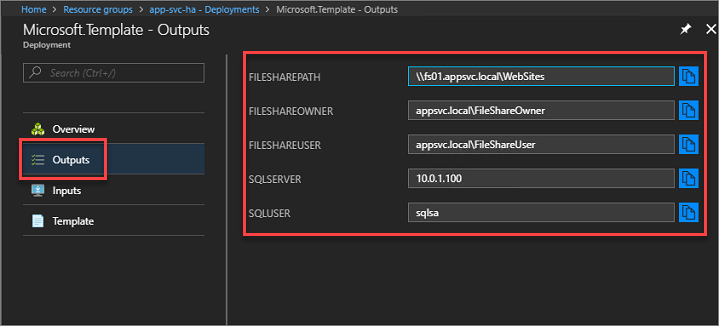 Home > Resource groups > app-svc-ha - Deployments > Microsoft.Template - Outputs
Microsoft.Template - Outputs
Deployment
Search (Ctrl+/)
Overview
Outputs
Inputs
Template
FILESHAREPATH \\fs01.appsvc.local\WebSites
FILESHAREOWNER appsvc.local\FileShareOwner
FILESHAREUSER appsvc.local\FileShareUser
SQLSERVER 10.0.1.100
SQLUSER sqlsa